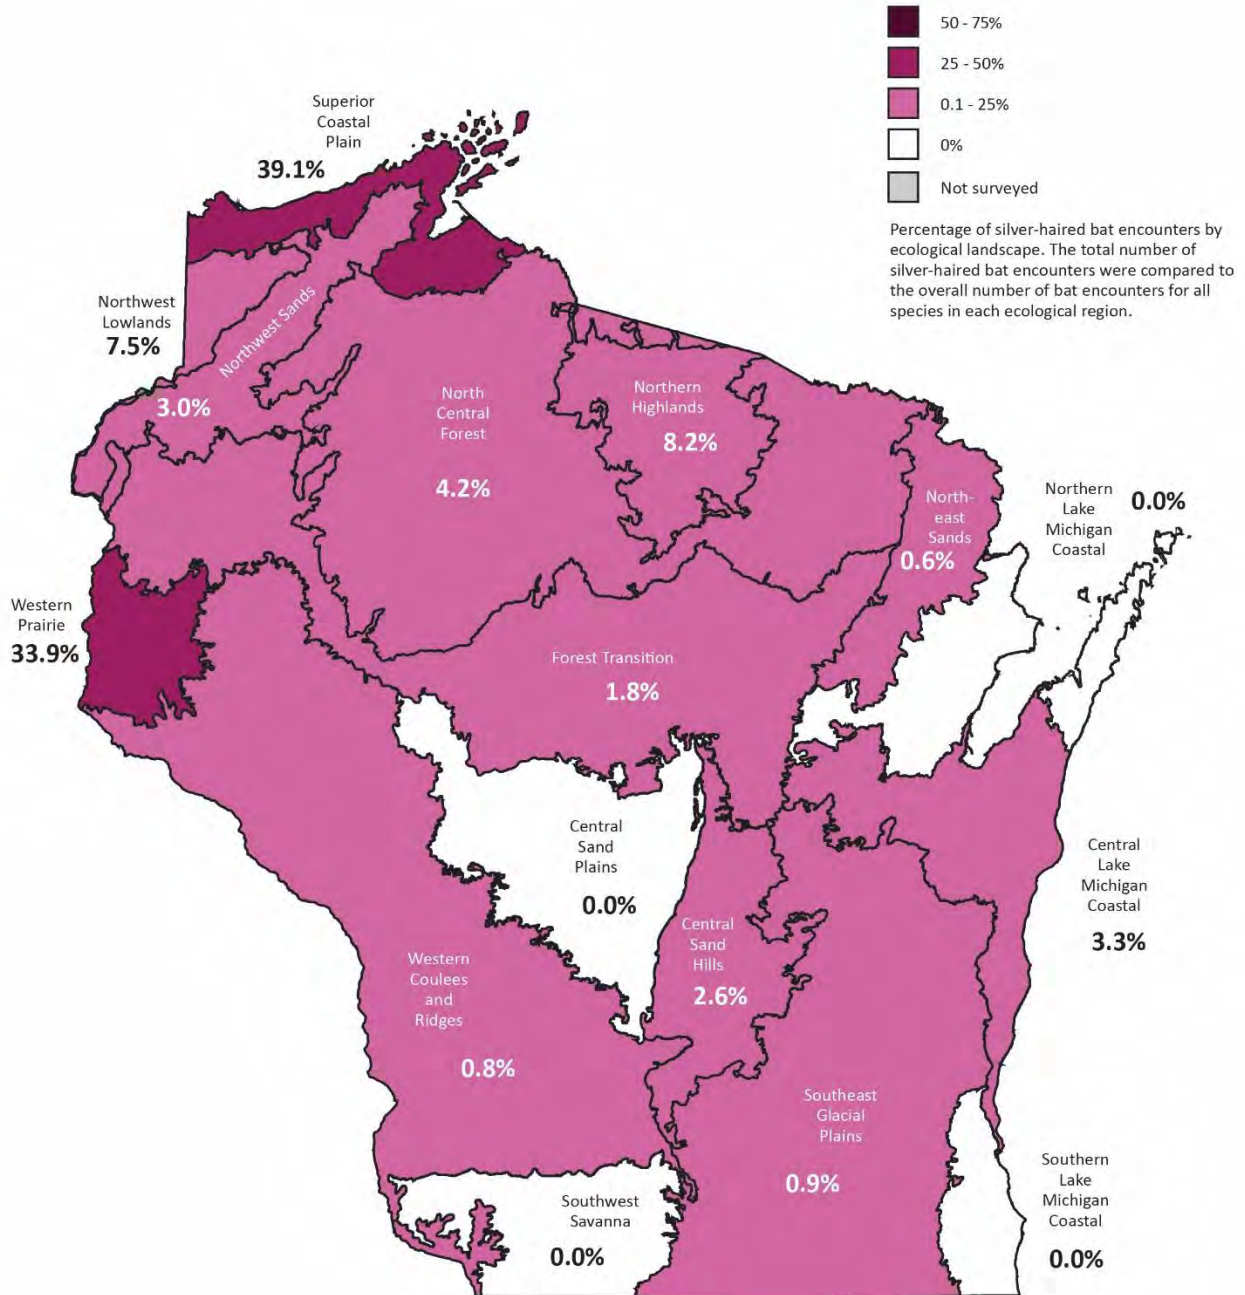 50 - 75%
25 - 50%
0.1 - 25%
0%
Not surveyed
Percentage of silver-haired bat encounters by
ecological landscape. The total number of
silver-haired bat encounters were compared to
the overall number of bat encounters for all
species in each ecological region.
Superior
Coastal
Plain
39.1%
Northwest
Lowlands
7.5%
Northwest Sands
3.0%
North
Central
Forest
4.2%
Northern
Highlands
8.2%
North-
east
Sands
0.6%
Northern
Lake
Michigan
Coastal
0.0%
Western
Prairie
33.9%
Forest Transition
1.8%
Central
Sand
Plains
0.0%
Central
Sand
Hills
2.6%
Central
Lake
Michigan
Coastal
3.3%
Western
Coulees
and
Ridges
0.8%
Southeast
Glacial
Plains
0.9%
Southwest
Savanna
0.0%
Southern
Lake
Michigan
Coastal
0.0%